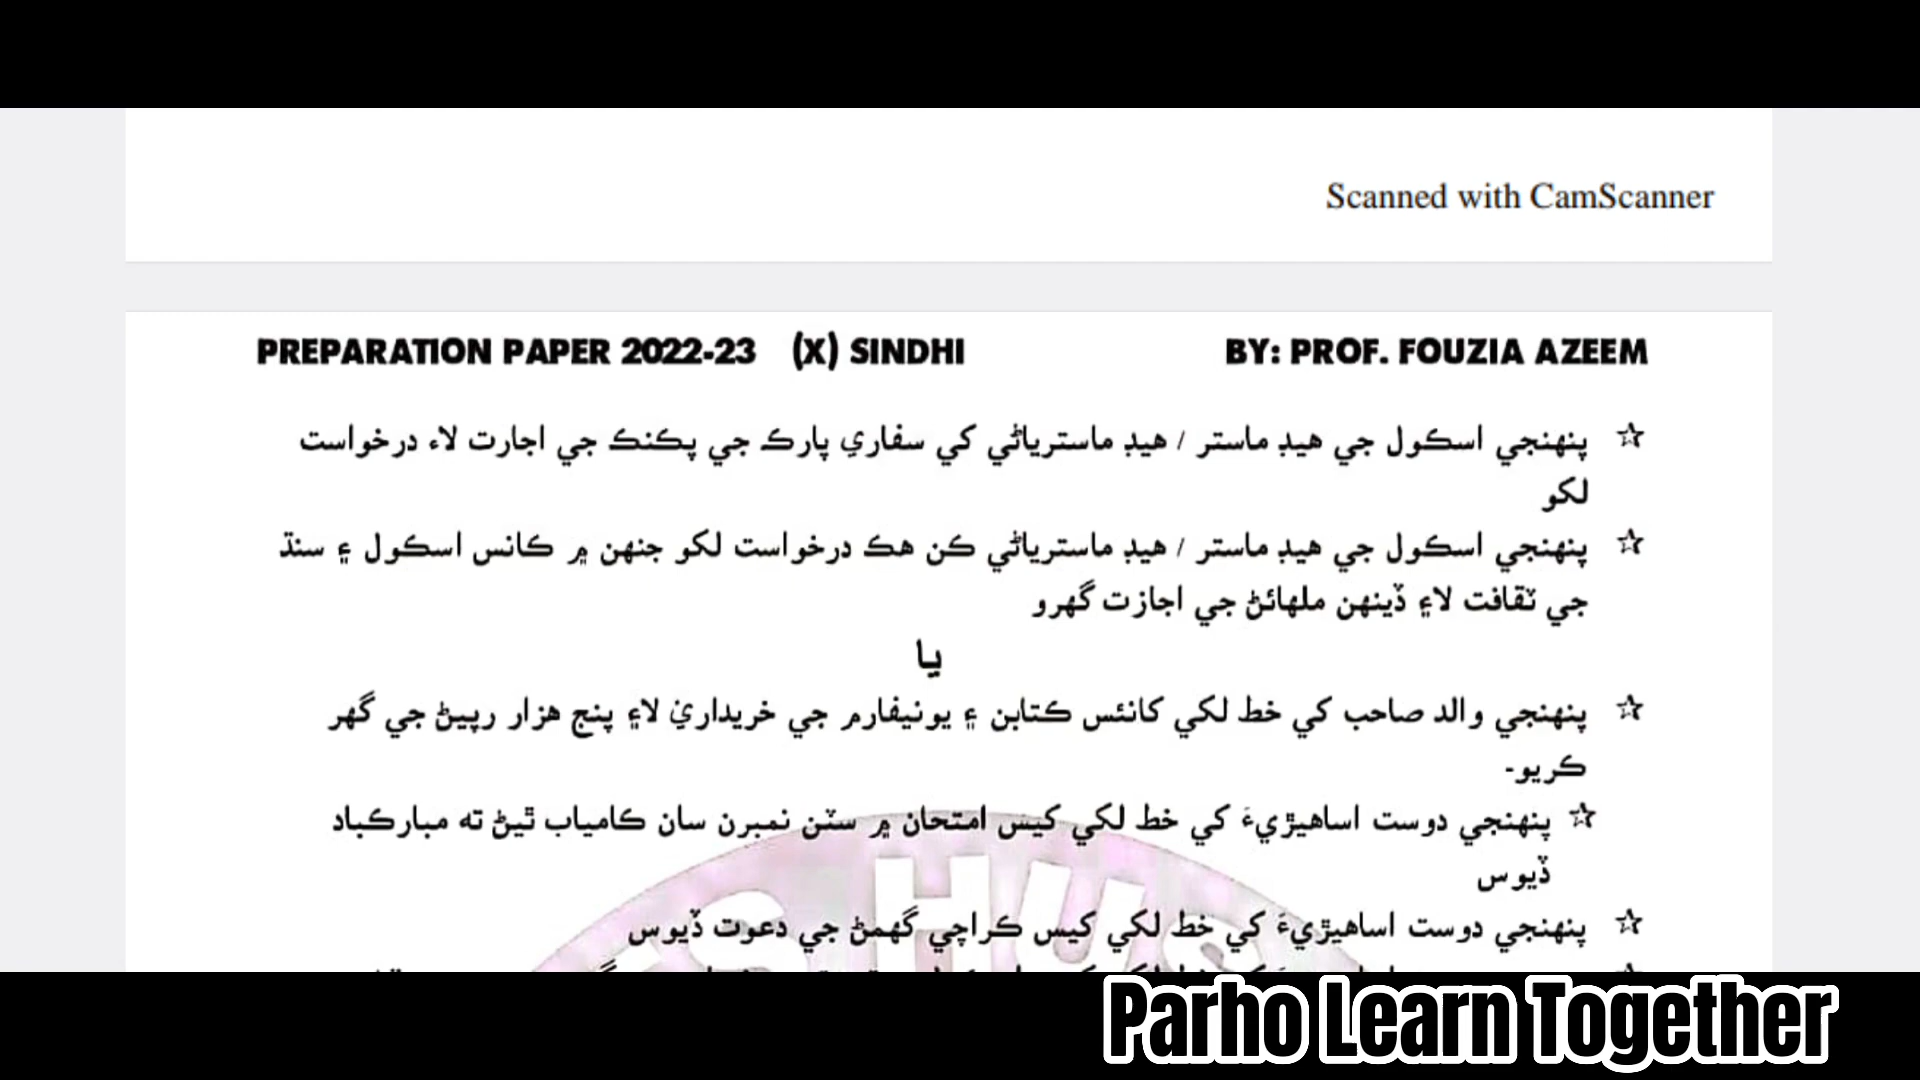 Scanned with CamScanner
PREPARATION PAPER 2022-23 (X) SINDHI BY: PROF. FOUZIA AZEEM
☆ پنهنجي اسڪول جي هيڊ ماستر / هيڊ ماسترياڻي کي سفاري پارڪ جي پڪنڪ جي اجارت لاء درخواست
لکو
☆ پنهنجي اسڪول جي هيڊ ماستر / هيڊ ماسترياڻي ڪن هڪ درخواست لکو جنهن ۾ ڪانس اسڪول ۽ سنڌ
جي ثقافت لاءِ ڏينهن ملهائڻ جي اجازت گهرو
يا
☆ پنهنجي والد صاحب کي خط لکي کانئس ڪتابن ۽ يونيفارم جي خريداريٰ لاءِ پنج هزار رپيڻ جي گهر
ڪريو-
☆ پنهنجي دوست اساهيڙيءَ کي خط لکي کيس امتحان ۾ سٺن نمبرن سان ڪامياب ٿيڻ ته مبارڪباد
ڏيوس
☆ پنهنجي دوست اساهيڙيءَ کي خط لکي کيس ڪراچي گهمڻ جي دعوت ڏيوس
S HUS
Parho Learn Together